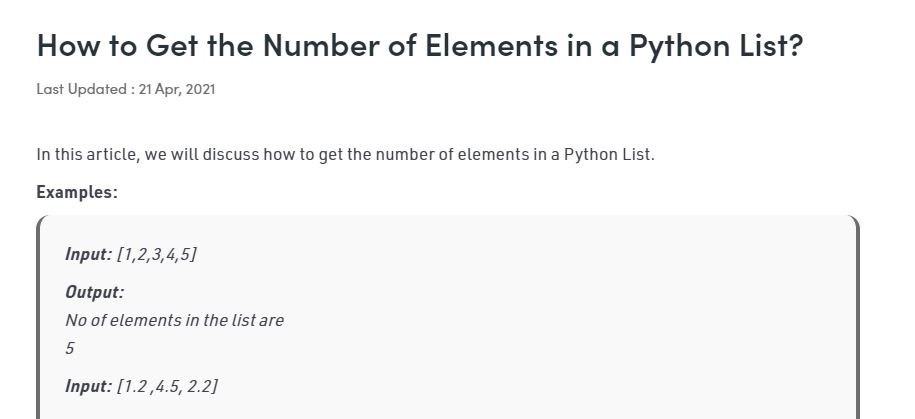 How to Get the Number of Elements in a Python List?
Last Updated : 21 Apr, 2021
In this article, we will discuss how to get the number of elements in a Python List.
Examples:
Input: [1,2,3,4,5]
Output:
No of elements in the list are
5
Input: [1.2 ,4.5, 2.2]